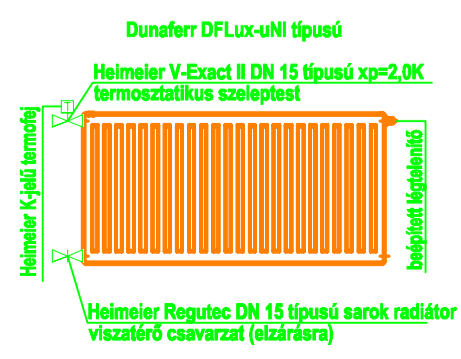 Dunaferr DFLux-uNI típusú
Heimeier V-Exact II DN 15 típusú xp=2,0K
termosztatikus szeleptest
Heimeier K-jelű termofej
beépített légtelenítő
Heimeier Regutec DN 15 típusú sarok radiátor
viszatérő csavarzat (elzárásra)